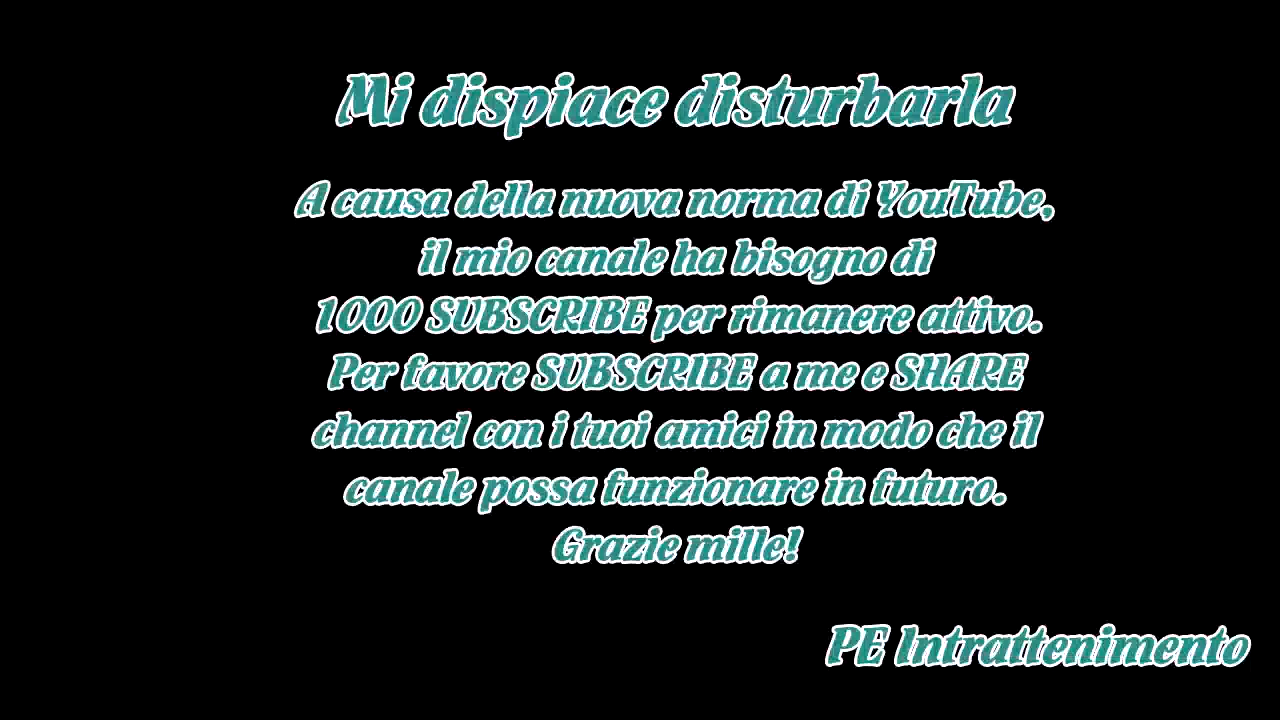 Mi dispiace disturbarla
A causa della nuova norma di YouTube,
il mio canale ha bisogno di
1000 SUBSCRIBE per rimanere attivo.
Per favore SUBSCRIBE a me e SHARE
channel con i tuoi amici in modo che il
canale possa funzionare in futuro.
Grazie mille!
PE Intrattenimento